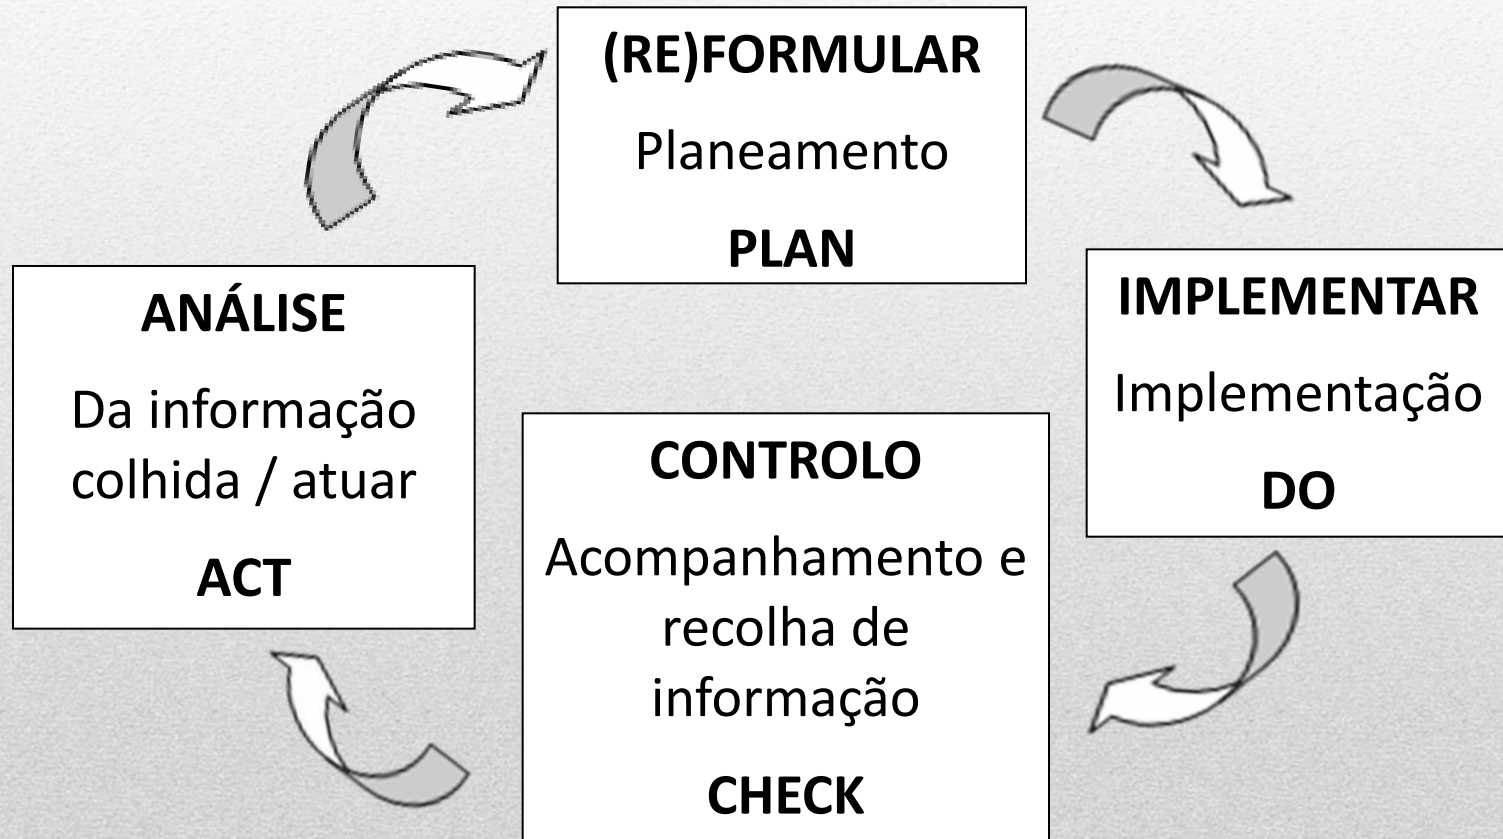 (RE)FORMULAR
Planeamento
PLAN
IMPLEMENTAR
Implementação
DO
CONTROLO
Acompanhamento e
recolha de
informação
CHECK
ANÁLISE
Da informação
colhida / atuar
ACT